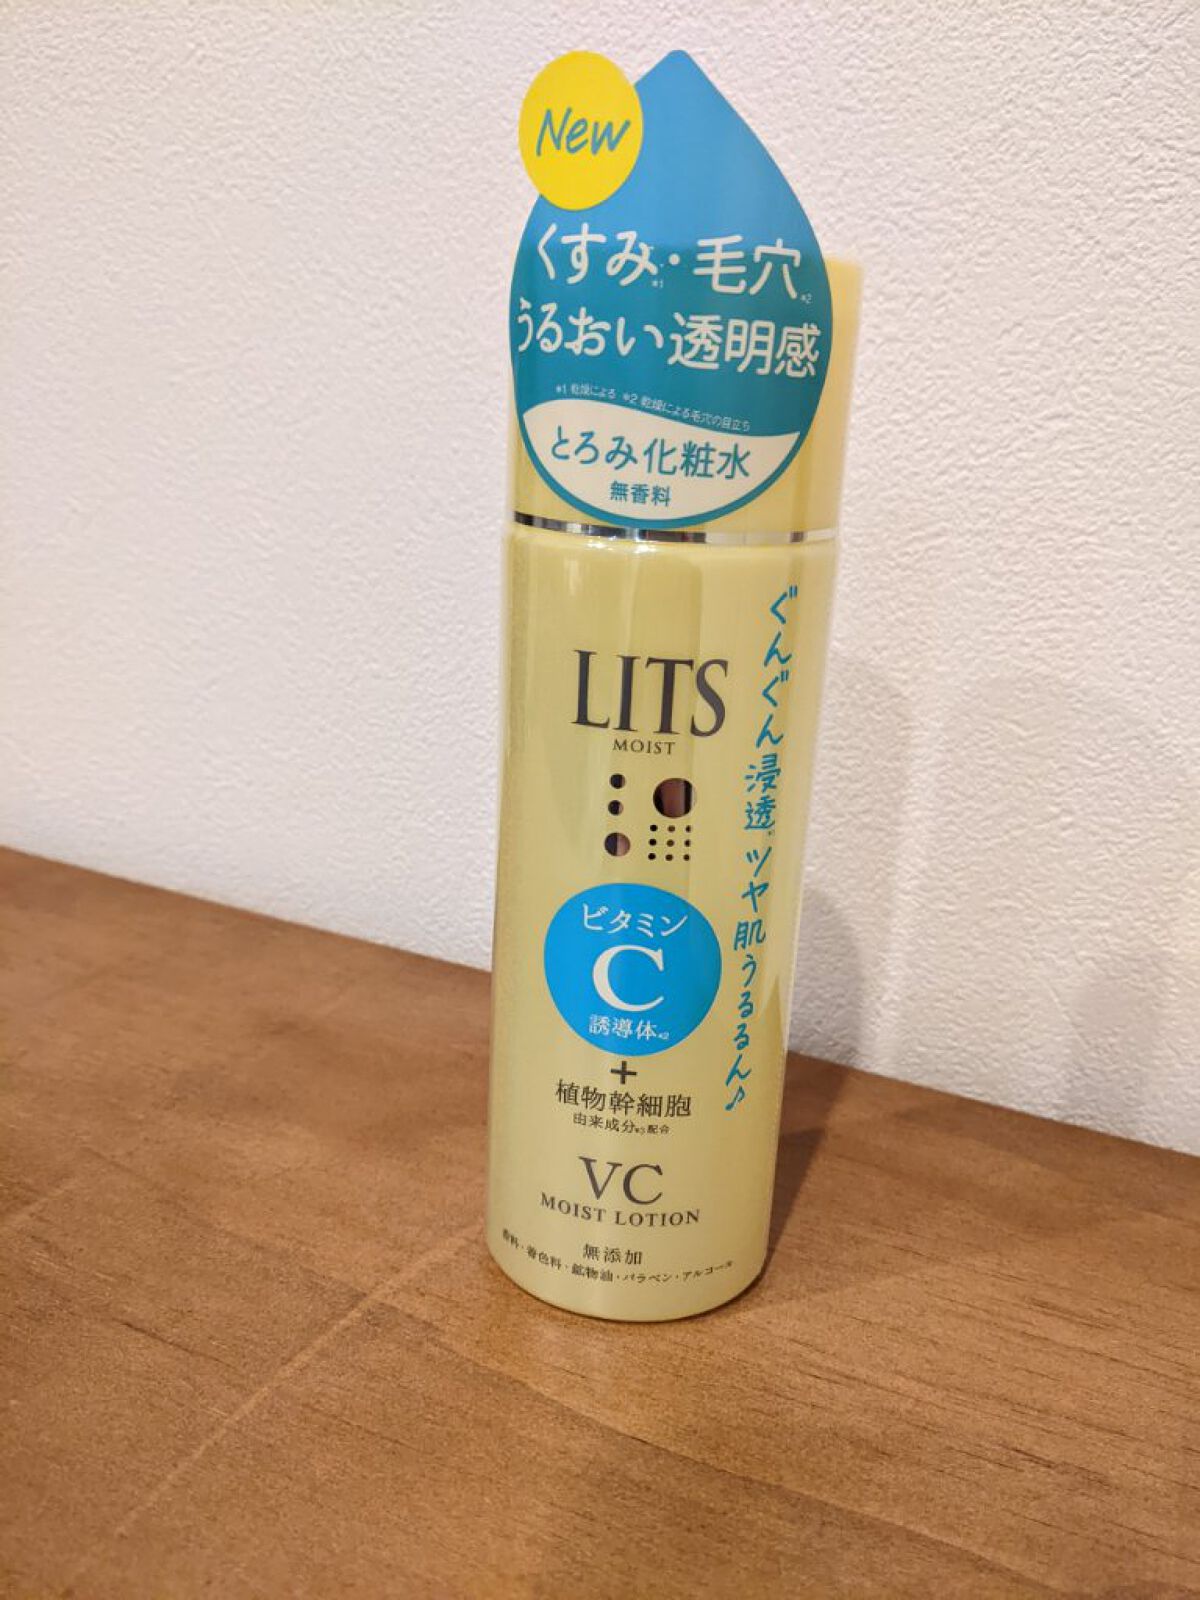 New
くすみ*1・毛穴*2
うるおい透明感
*1 乾燥による *2 乾燥による毛穴の目立ち
とろみ化粧水
無香料
LITS
MOIST
ぐんぐん浸透*1ツヤ肌うるるん♪
ビタミン
C
誘導体*2
+
植物幹細胞
由来成分*3配合
VC
MOIST LOTION
無添加
香料・着色料・鉱物油・パラベン・アルコール